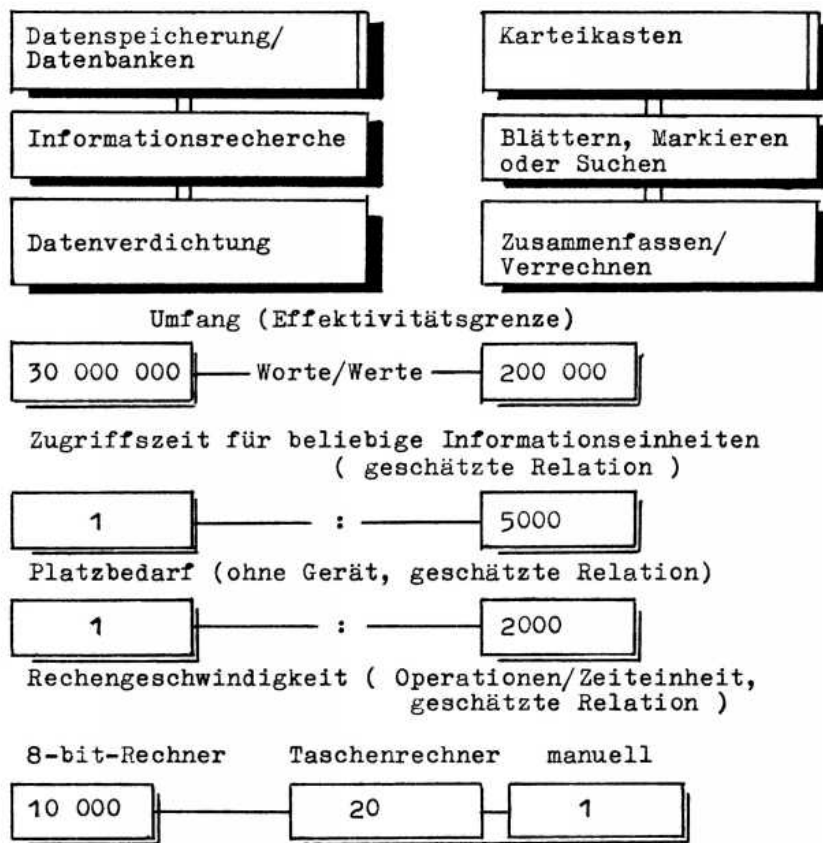 Datenspeicherung/
Datenbanken
Karteikasten
Informationsrecherche
Blättern, Markieren
oder Suchen
Datenverdichtung
Zusammenfassen/
Verrechnen
Umfang (Effektivitätsgrenze)
30 000 000 Worte/Werte 200 000
Zugriffszeit für beliebige Informationseinheiten
( geschätzte Relation )
1 : 5000
Platzbedarf (ohne Gerät, geschätzte Relation)
1 : 2000
Rechengeschwindigkeit ( Operationen/Zeiteinheit,
geschätzte Relation )
8-bit-Rechner Taschenrechner manuell
10 000 20 1